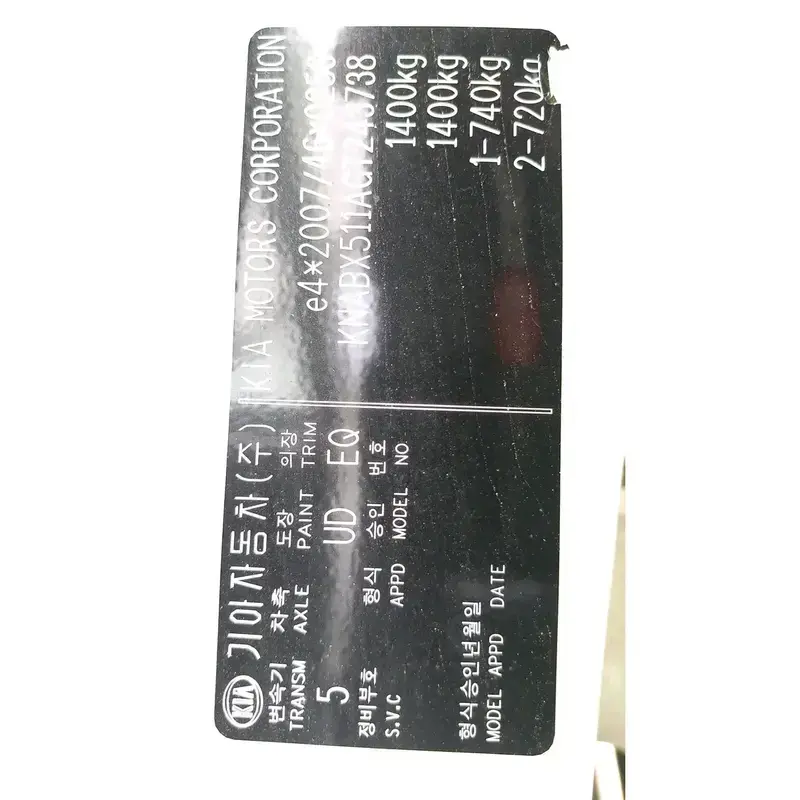 KIA 기아자동차(주) KIA MOTORS CORPORATION
변속기 차축 도장 의장
TRANSM AXLE PAINT TRIM
5 UD EQ
정비부호 형식 승인 번호
S.V.C APPD MODEL NO.
1400kg
1400kg
형식승인년월일 1-740kg
MODEL APPD DATE 2-720kg